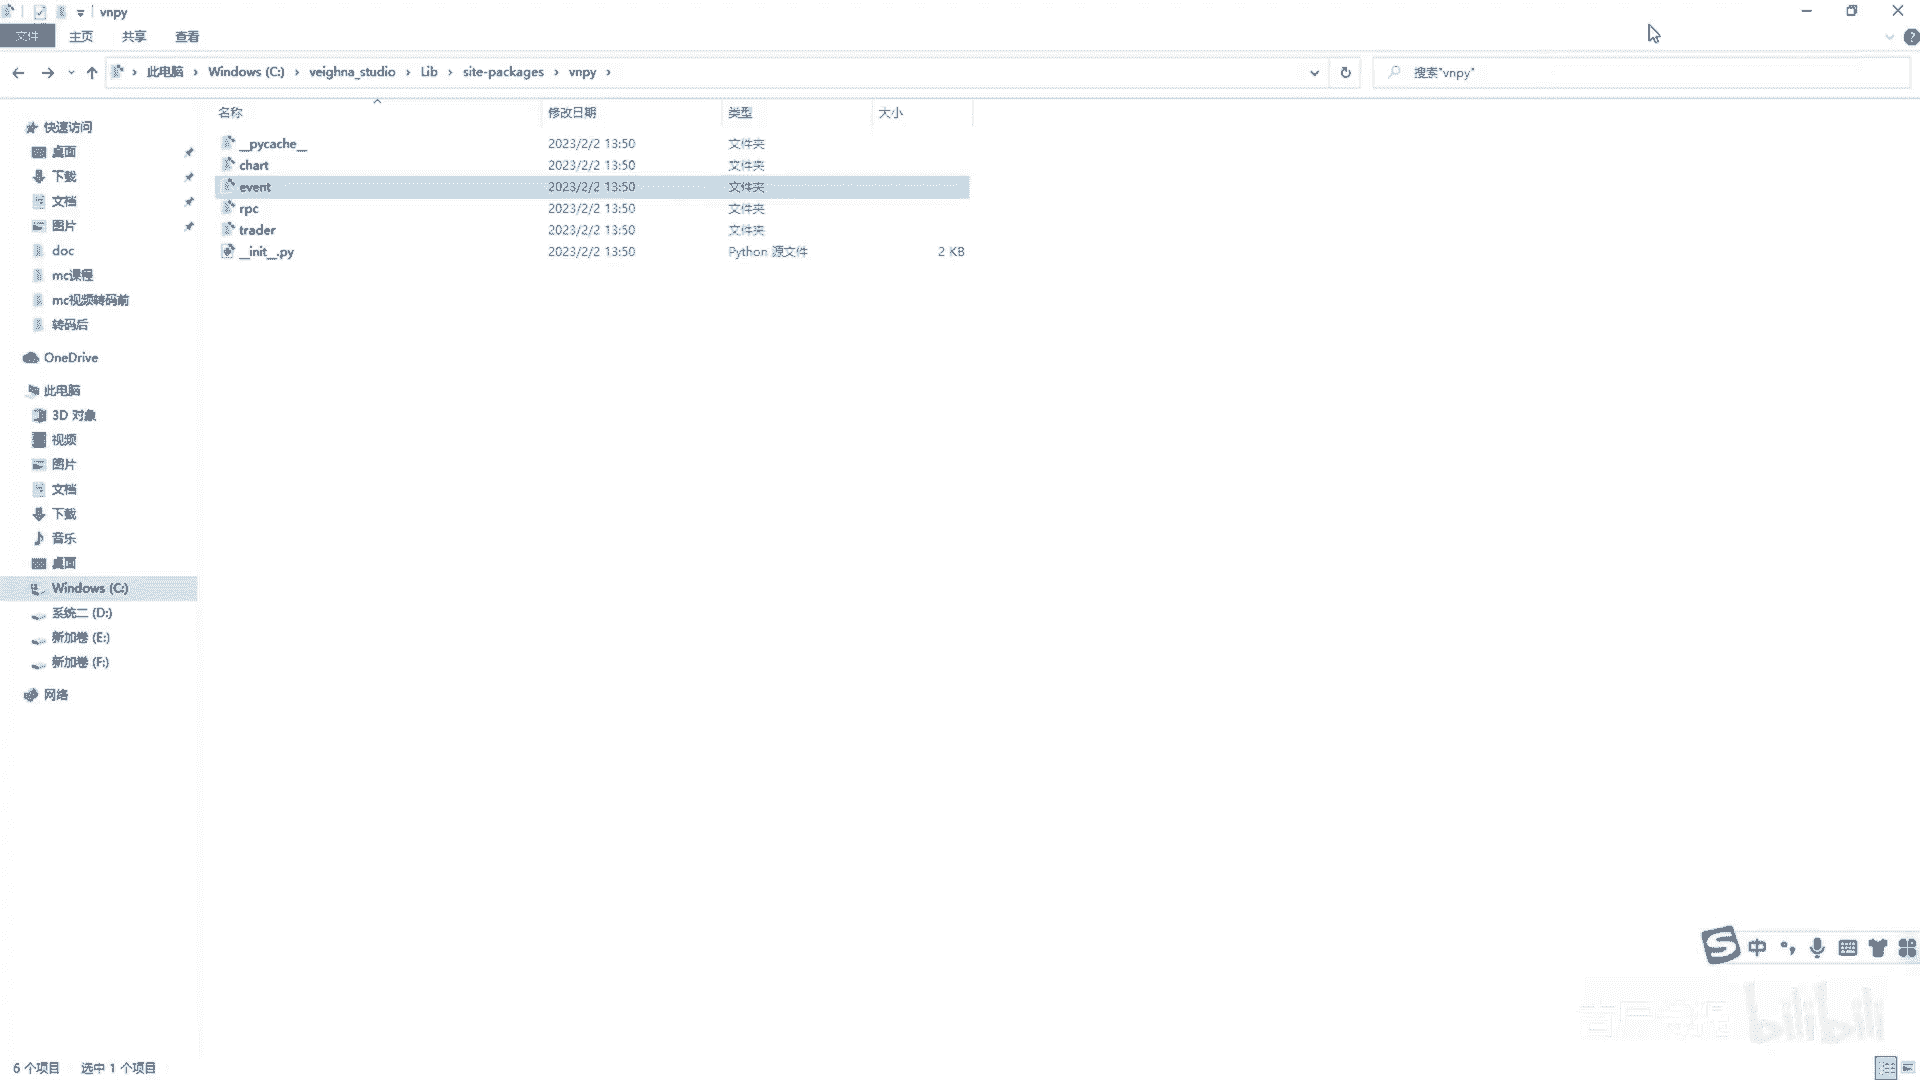 vnpy
文件 主页 共享 查看
此电脑 › Windows (C:) › veighna_studio › Lib › site-packages › vnpy ›
搜索"vnpy"
名称 修改日期 类型 大小
__pycache__ 2023/2/2 13:50 文件夹
chart 2023/2/2 13:50 文件夹
event 2023/2/2 13:50 文件夹
rpc 2023/2/2 13:50 文件夹
trader 2023/2/2 13:50 文件夹
__init__.py 2023/2/2 13:50 Python 源文件 2 KB
快速访问
桌面
下载
文档
图片
doc
mc课程
mc视频转码前
转码后
OneDrive
此电脑
3D 对象
视频
图片
文档
下载
音乐
桌面
Windows (C:)
系统二 (D:)
新加卷 (E:)
新加卷 (F:)
网络
中
bilibili
6 个项目 选中 1 个项目